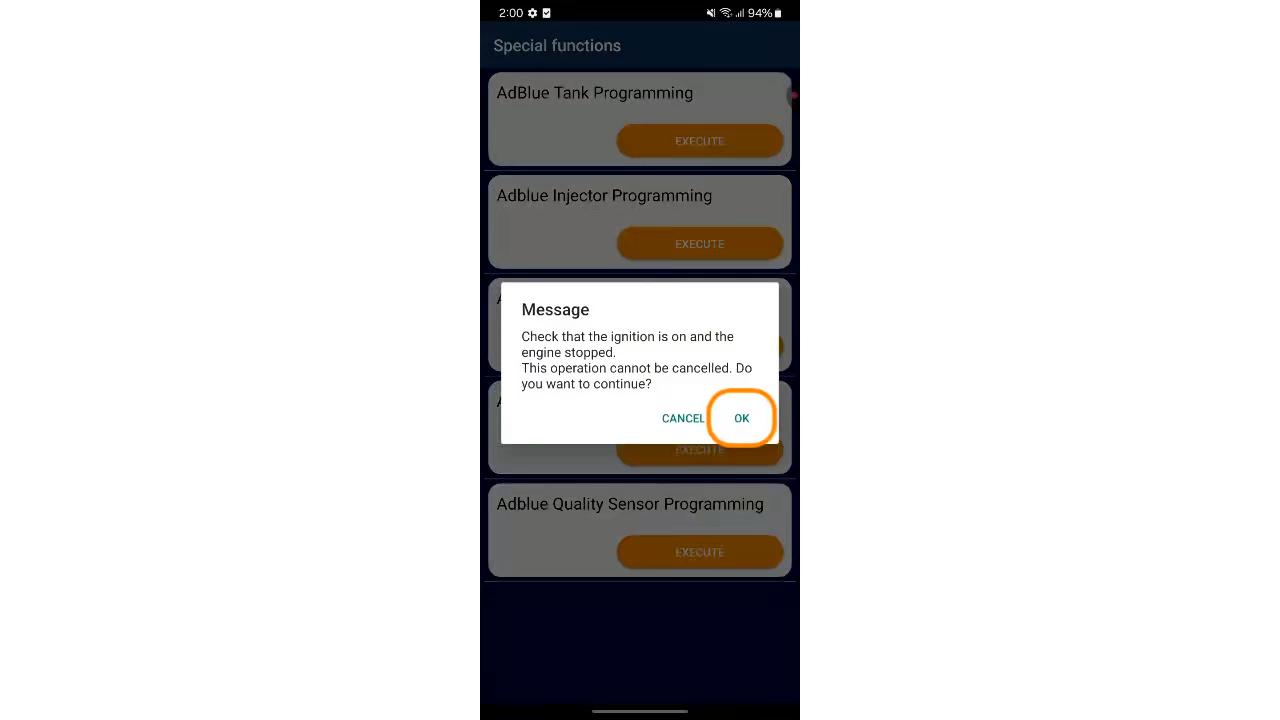 2:00 94%
Special functions
AdBlue Tank Programming
EXECUTE
Adblue Injector Programming
EXECUTE
Message
Check that the ignition is on and the
engine stopped.
This operation cannot be cancelled. Do
you want to continue?
CANCEL OK
EXECUTE
Adblue Quality Sensor Programming
EXECUTE